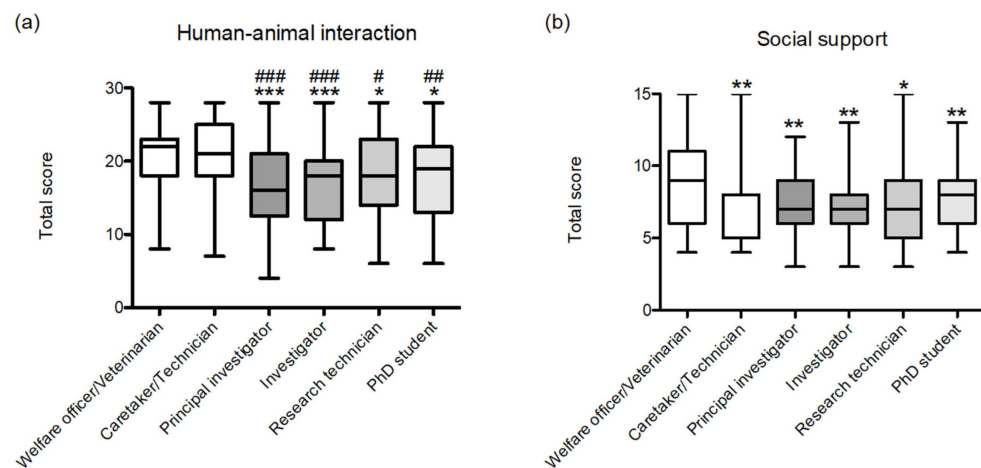 (a)
Human-animal interaction
###
***
###
***
#
*
##
*
30
20
10
0
Total score
Welfare officer/Veterinarian
Caretaker/Technician
Principal investigator
Investigator
Research technician
PhD student
(b)
Social support
**
**
**
*
**
15
10
5
0
Total score
Welfare officer/Veterinarian
Caretaker/Technician
Principal investigator
Investigator
Research technician
PhD student